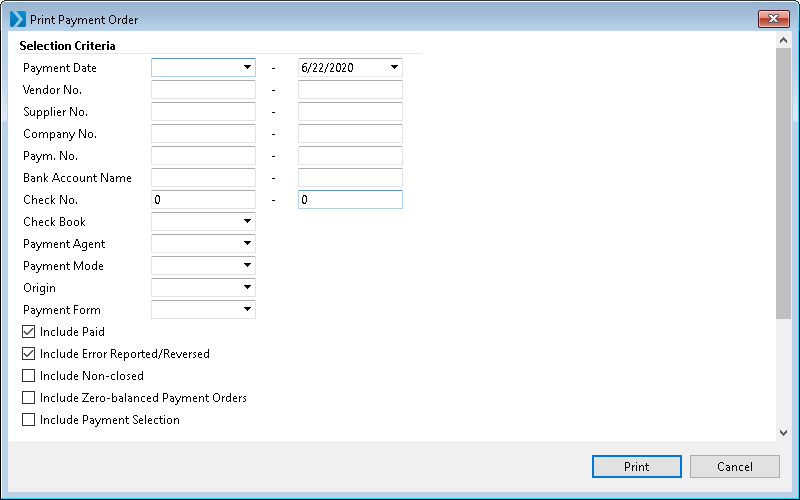 Print Payment Order
Selection Criteria
Payment Date - 6/22/2020
Vendor No. -
Supplier No. -
Company No. -
Paym. No. -
Bank Account Name -
Check No. 0 - 0
Check Book
Payment Agent
Payment Mode
Origin
Payment Form
Include Paid
Include Error Reported/Reversed
Include Non-closed
Include Zero-balanced Payment Orders
Include Payment Selection
Print Cancel